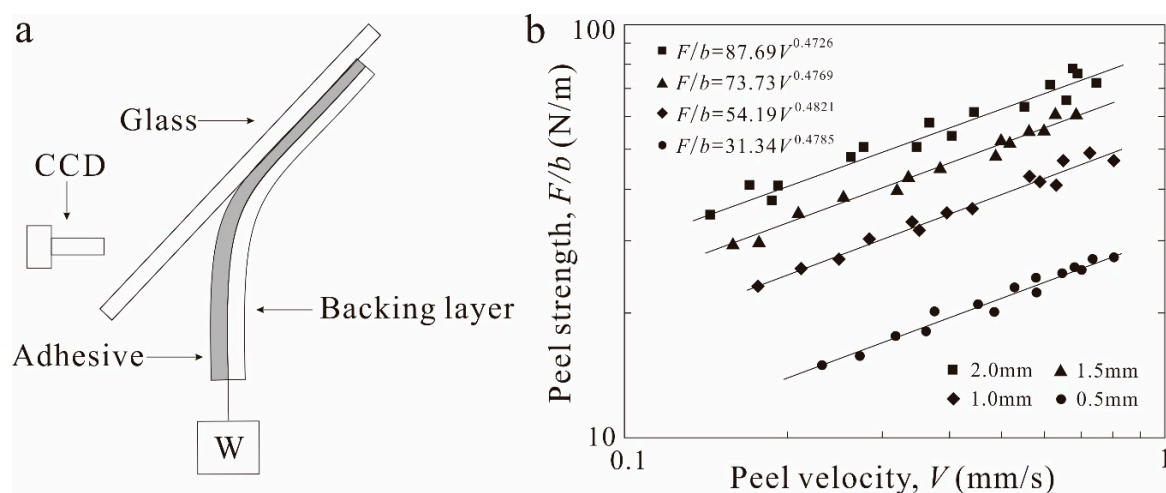 a
Glass
CCD
Backing layer
Adhesive
W
b
Peel strength, F/b (N/m)
100
10
■ F/b=87.69V^0.4726
▲ F/b=73.73V^0.4769
◆ F/b=54.19V^0.4821
● F/b=31.34V^0.4785
■ 2.0mm ▲ 1.5mm
◆ 1.0mm ● 0.5mm
0.1 1
Peel velocity, V (mm/s)